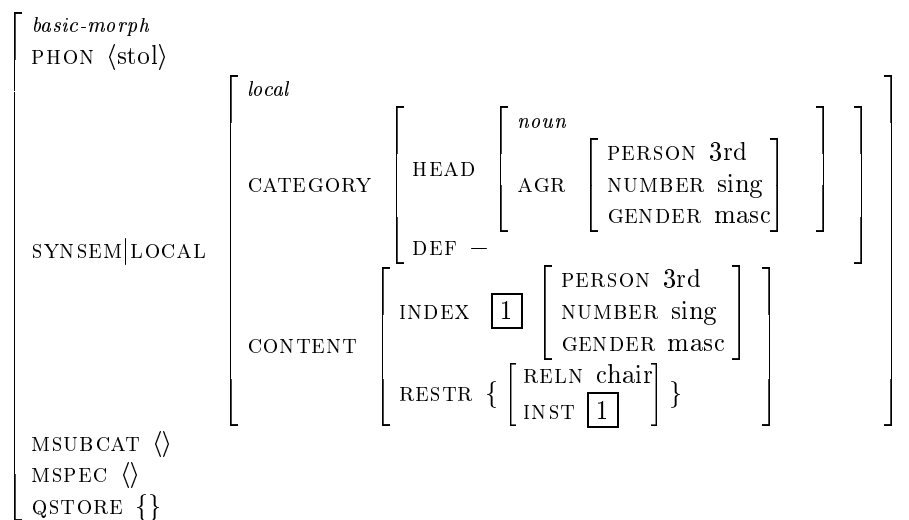 basic-morph
PHON ⟨stol⟩
local
noun
PERSON 3rd
CATEGORY HEAD AGR NUMBER sing
GENDER masc
SYNSEM|LOCAL DEF −
PERSON 3rd
INDEX 1 NUMBER sing
GENDER masc
CONTENT
RELN chair
RESTR { }
INST 1
MSUBCAT ⟨⟩
MSPEC ⟨⟩
QSTORE {}